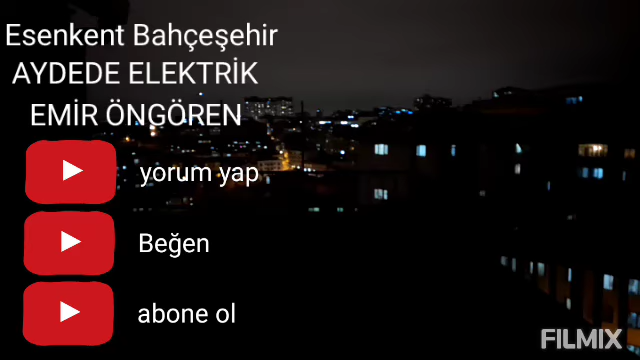 Esenkent Bahçeşehir
AYDEDE ELEKTRİK
EMİR ÖNGÖREN
yorum yap
Beğen
abone ol
FILMIX